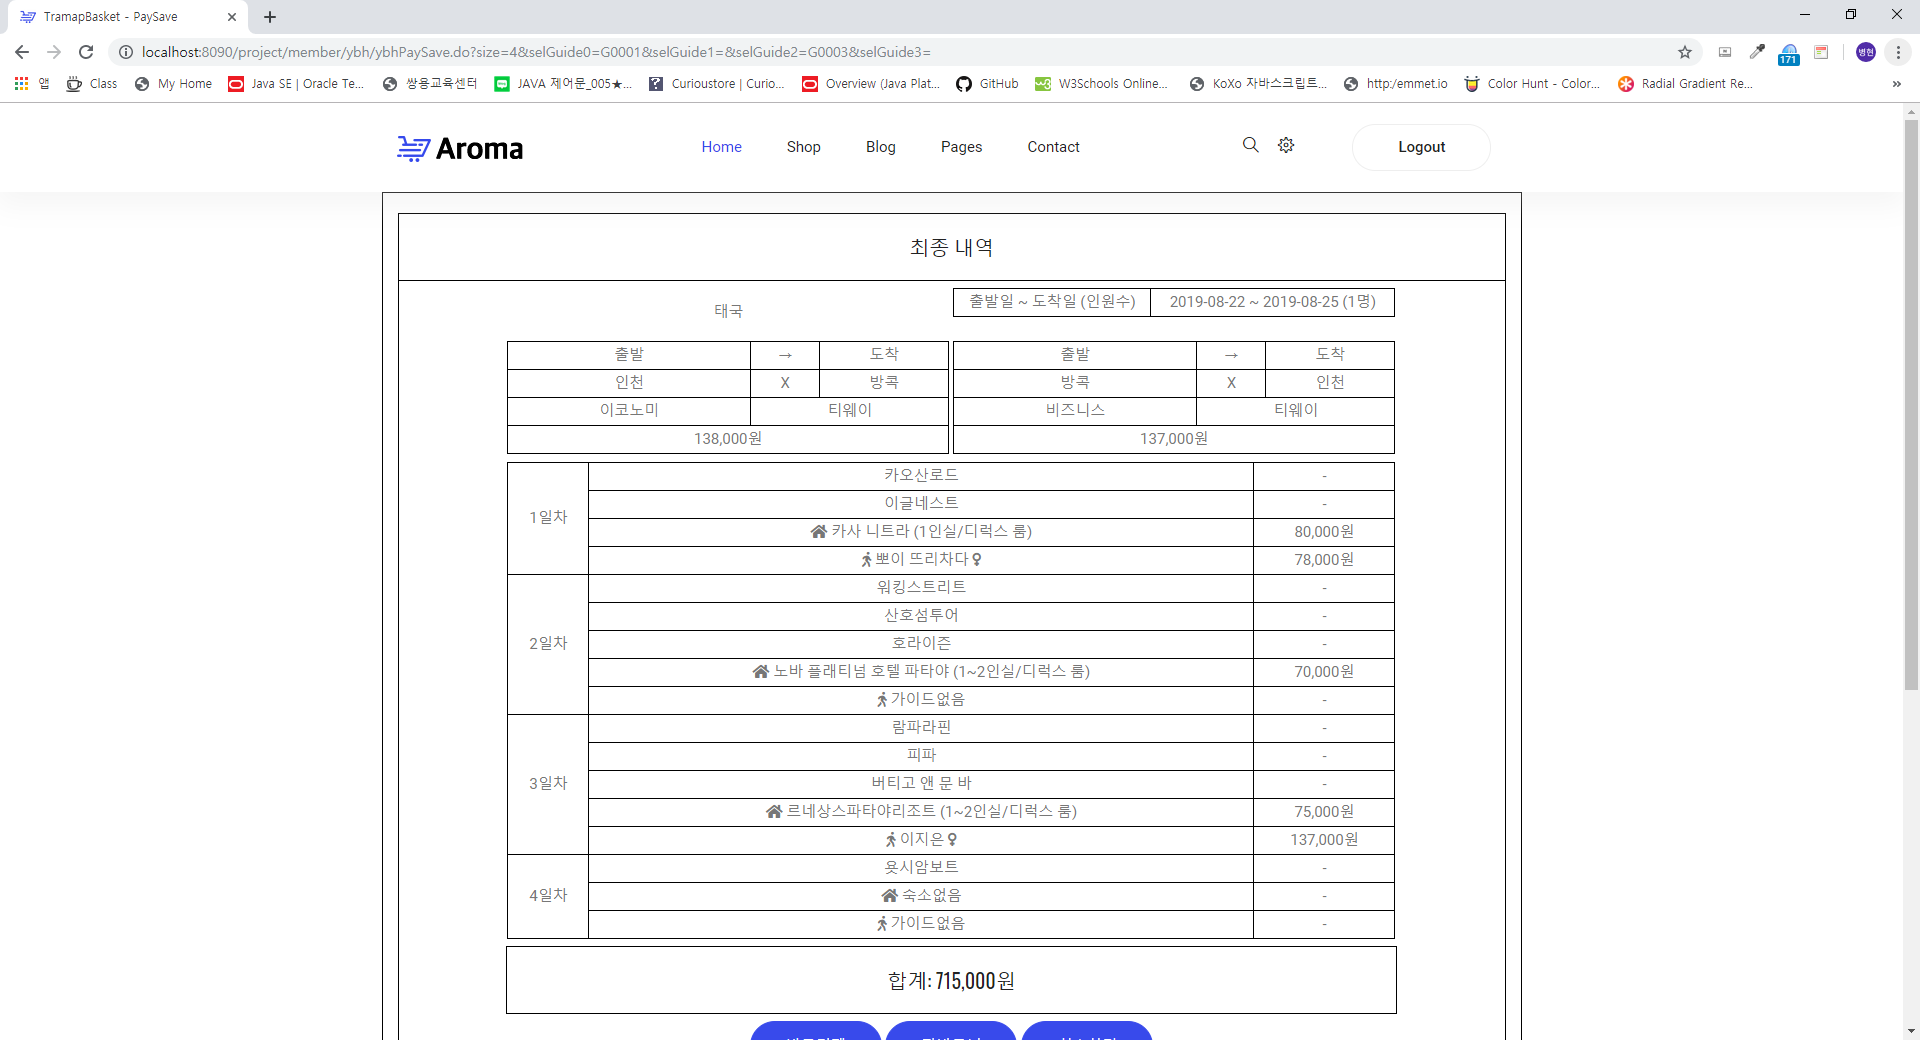 TramapBasket - PaySave
localhost:8090/project/member/ybh/ybhPaySave.do?size=4&selGuide0=G0001&selGuide1=&selGuide2=G0003&selGuide3=
171
병현
앱 Class My Home Java SE | Oracle Te... 쌍용교육센터 JAVA 제어문_005★... Curioustore | Curio... Overview (Java Plat... GitHub W3Schools Online... KoXo 자바스크립트... http:/emmet.io Color Hunt - Color... Radial Gradient Re... »
Aroma Home Shop Blog Pages Contact Logout
최종 내역
태국 출발일 ~ 도착일 (인원수) 2019-08-22 ~ 2019-08-25 (1명)
출발 → 도착 출발 → 도착
인천 X 방콕 방콕 X 인천
이코노미 티웨이 비즈니스 티웨이
138,000원 137,000원
1일차
카오산로드 -
이글네스트 -
카사 니트라 (1인실/디럭스 룸) 80,000원
뽀이 뜨리차다 ♀ 78,000원
2일차
워킹스트리트 -
산호섬투어 -
호라이즌 -
노바 플래티넘 호텔 파타야 (1~2인실/디럭스 룸) 70,000원
가이드없음 -
3일차
람파라핀 -
피파 -
버티고 앤 문 바 -
르네상스파타야리조트 (1~2인실/디럭스 룸) 75,000원
이지은 ♀ 137,000원
4일차
욧시암보트 -
숙소없음 -
가이드없음 -
합계: 715,000원